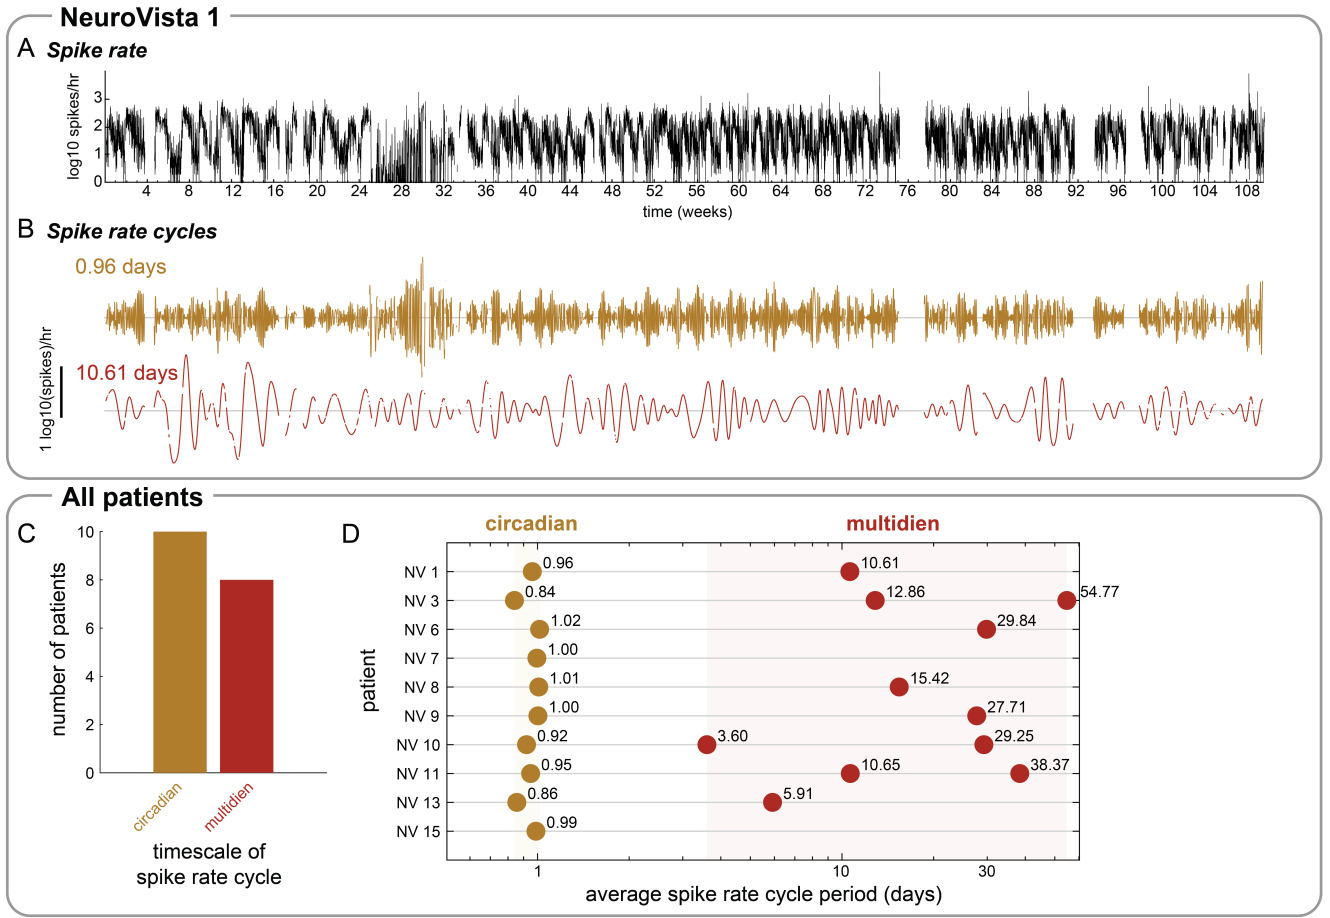 NeuroVista 1
A Spike rate
log10 spikes/hr
3
2
1
0
4 8 12 16 20 24 28 32 36 40 44 48 52 56 60 64 68 72 76 80 84 88 92 96 100 104 108
time (weeks)
B Spike rate cycles
0.96 days
10.61 days
1 log10(spikes)/hr
All patients
C
number of patients
10
8
6
4
2
0
circadian
multidien
timescale of
spike rate cycle
D
circadian multidien
patient
NV 1 0.96 10.61
NV 3 0.84 12.86 54.77
NV 6 1.02 29.84
NV 7 1.00
NV 8 1.01 15.42
NV 9 1.00 27.71
NV 10 0.92 3.60 29.25
NV 11 0.95 10.65 38.37
NV 13 0.86 5.91
NV 15 0.99
1 10 30
average spike rate cycle period (days)